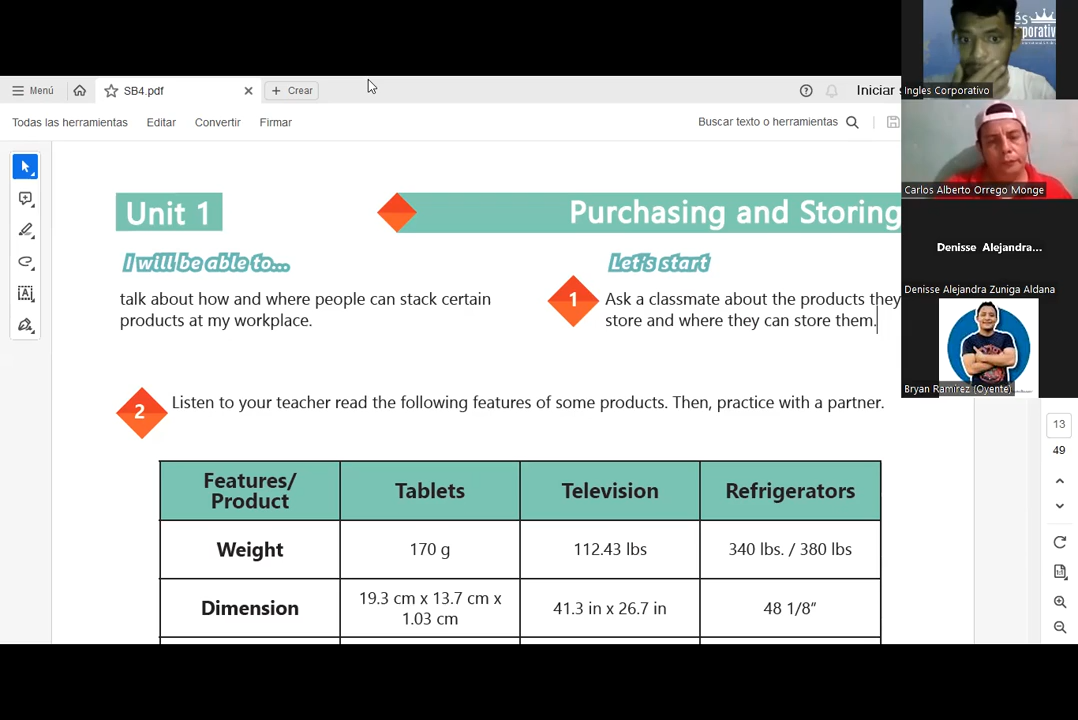 és
porativ
Ingles Corporativo
Menú
SB4.pdf
Crear
Iniciar s
Todas las herramientas
Editar
Convertir
Firmar
Buscar texto o herramientas
Unit 1
Purchasing and Storing
I will be able to...
Let's start
talk about how and where people can stack certain
products at my workplace.
1
Ask a classmate about the products they
store and where they can store them.
2
Listen to your teacher read the following features of some products. Then, practice with a partner.
Features/
Product
Tablets
Television
Refrigerators
Weight
170 g
112.43 lbs
340 lbs. / 380 lbs
Dimension
19.3 cm x 13.7 cm x
1.03 cm
41.3 in x 26.7 in
48 1/8"
Carlos Alberto Orrego Monge
Denisse Alejandra...
Denisse Alejandra Zuniga Aldana
Bryan Ramirez (Oyente)
13
49